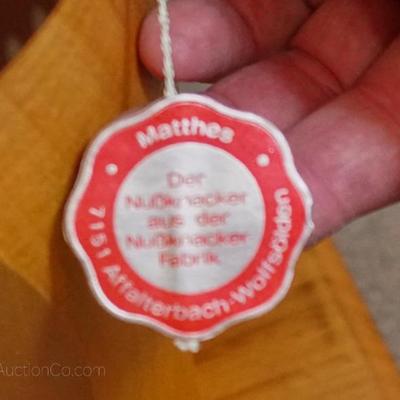 Matthes
Der
Nußknacker
aus der
Nußknacker
Fabrik
7151 Affalterbach-Wolfsölden
AuctionCo.com